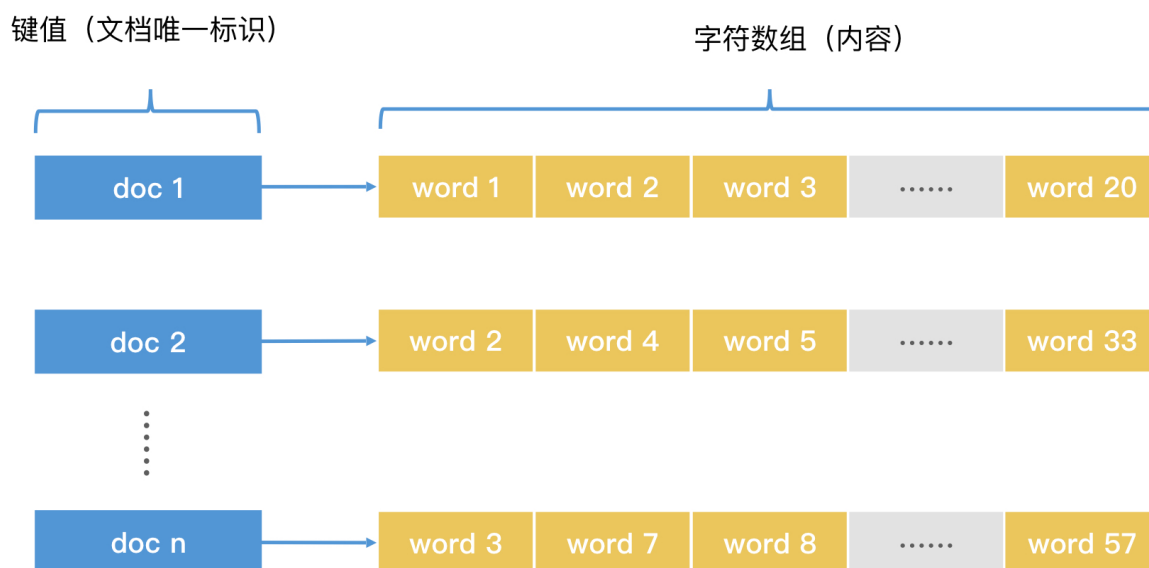 键值（文档唯一标识）
字符数组（内容）
doc 1 word 1 word 2 word 3 ...... word 20
doc 2 word 2 word 4 word 5 ...... word 33
......
doc n word 3 word 7 word 8 ...... word 57